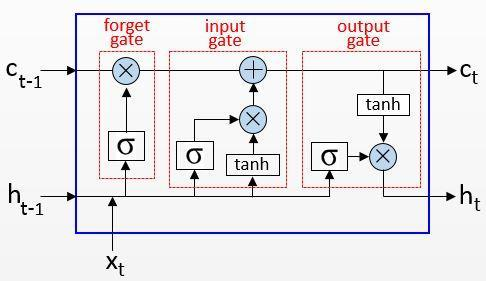 forget
gate
input
gate
output
gate
c t-1
× + c t
tanh
×
σ σ tanh σ ×
h t-1
h t
x t